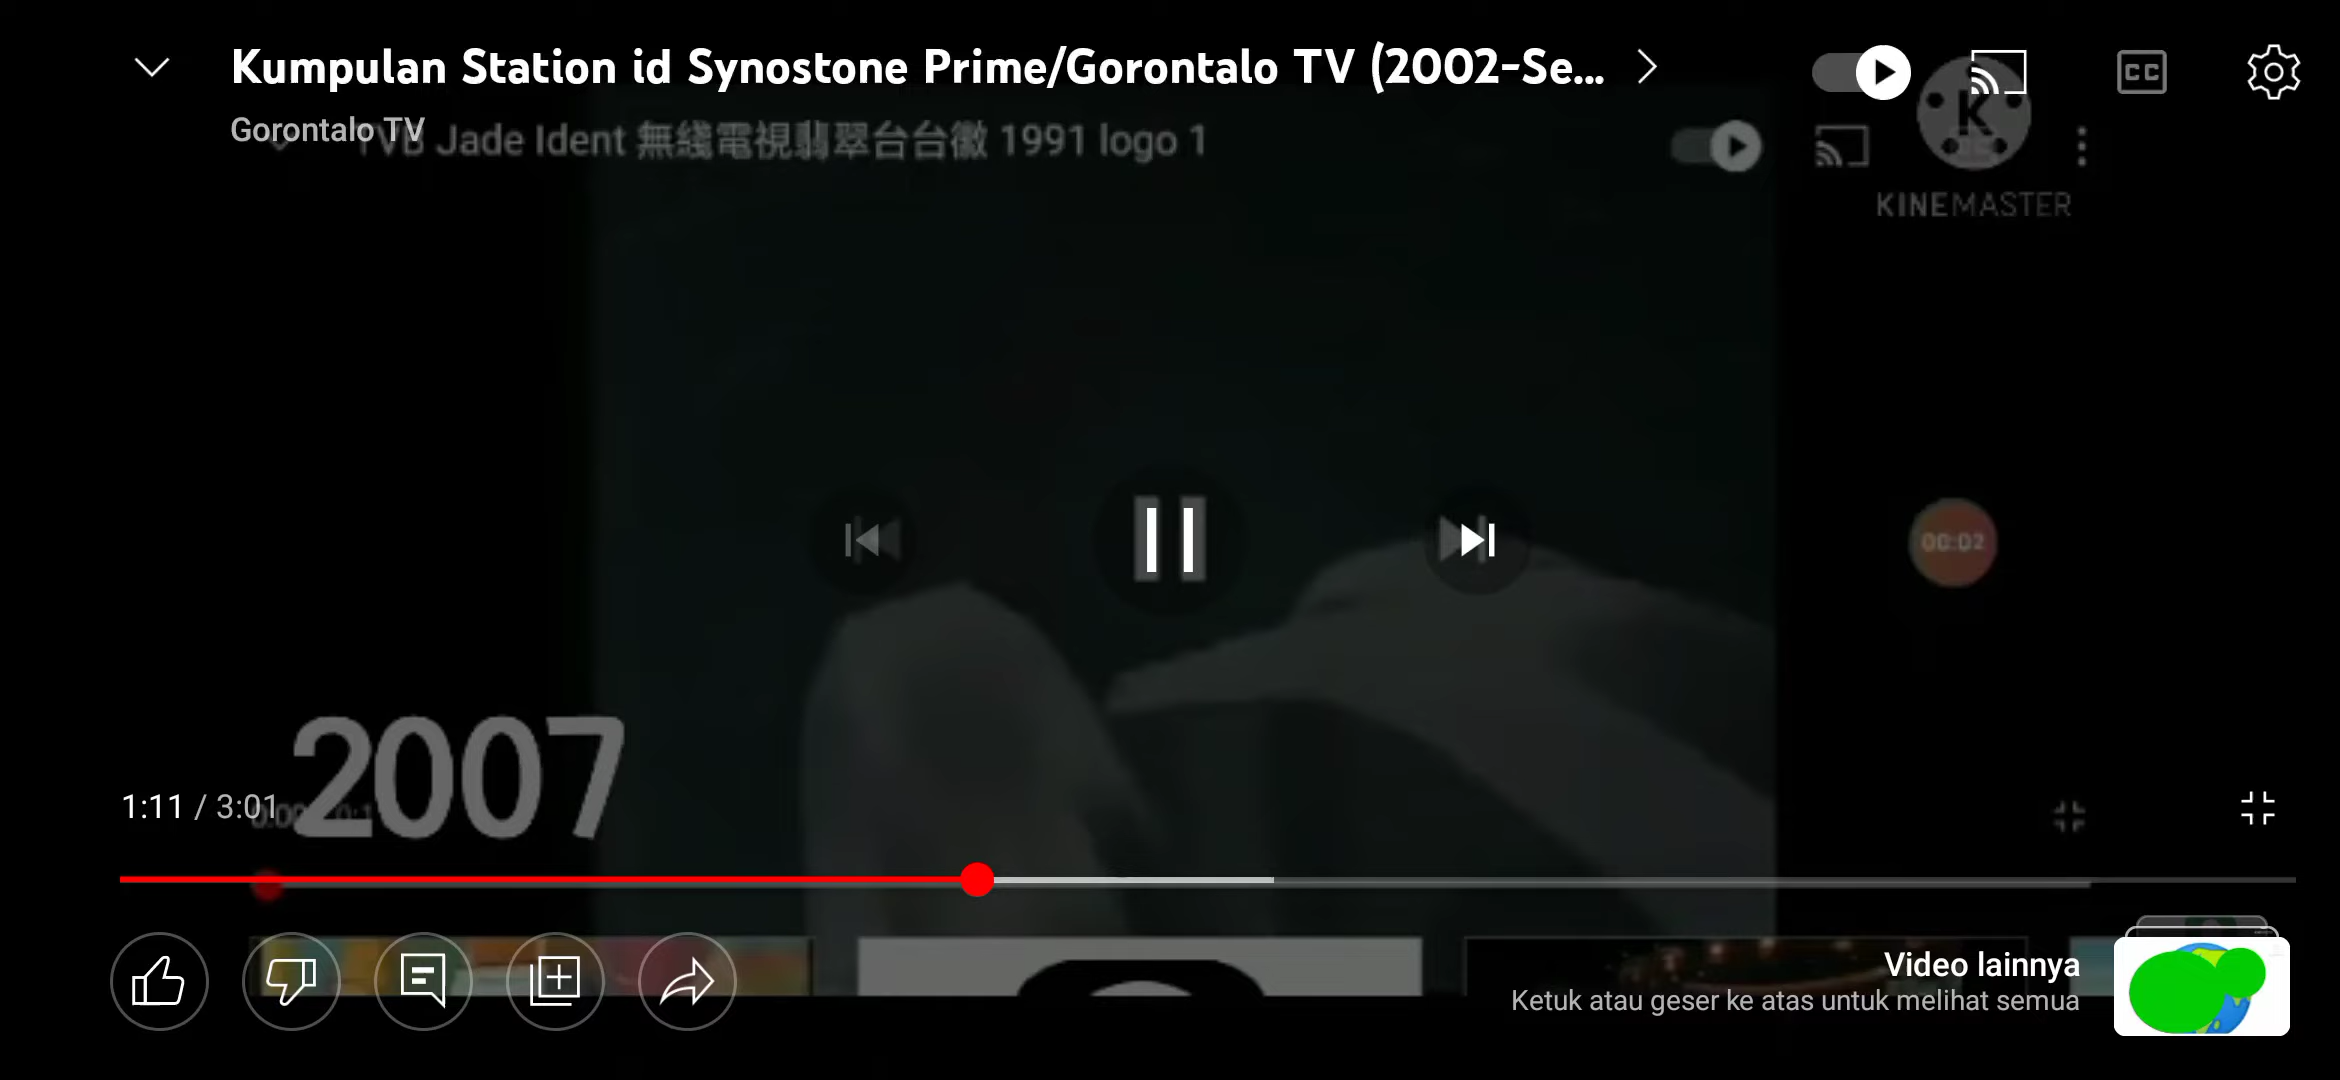 Kumpulan Station id Synostone Prime/Gorontalo TV (2002-Se...
Gorontalo TV
TVB Jade Ident 無綫電視翡翠台台徽 1991 logo 1
CC
K
KINEMASTER
00:02
2007
1:11 / 3:01
Video lainnya
Ketuk atau geser ke atas untuk melihat semua